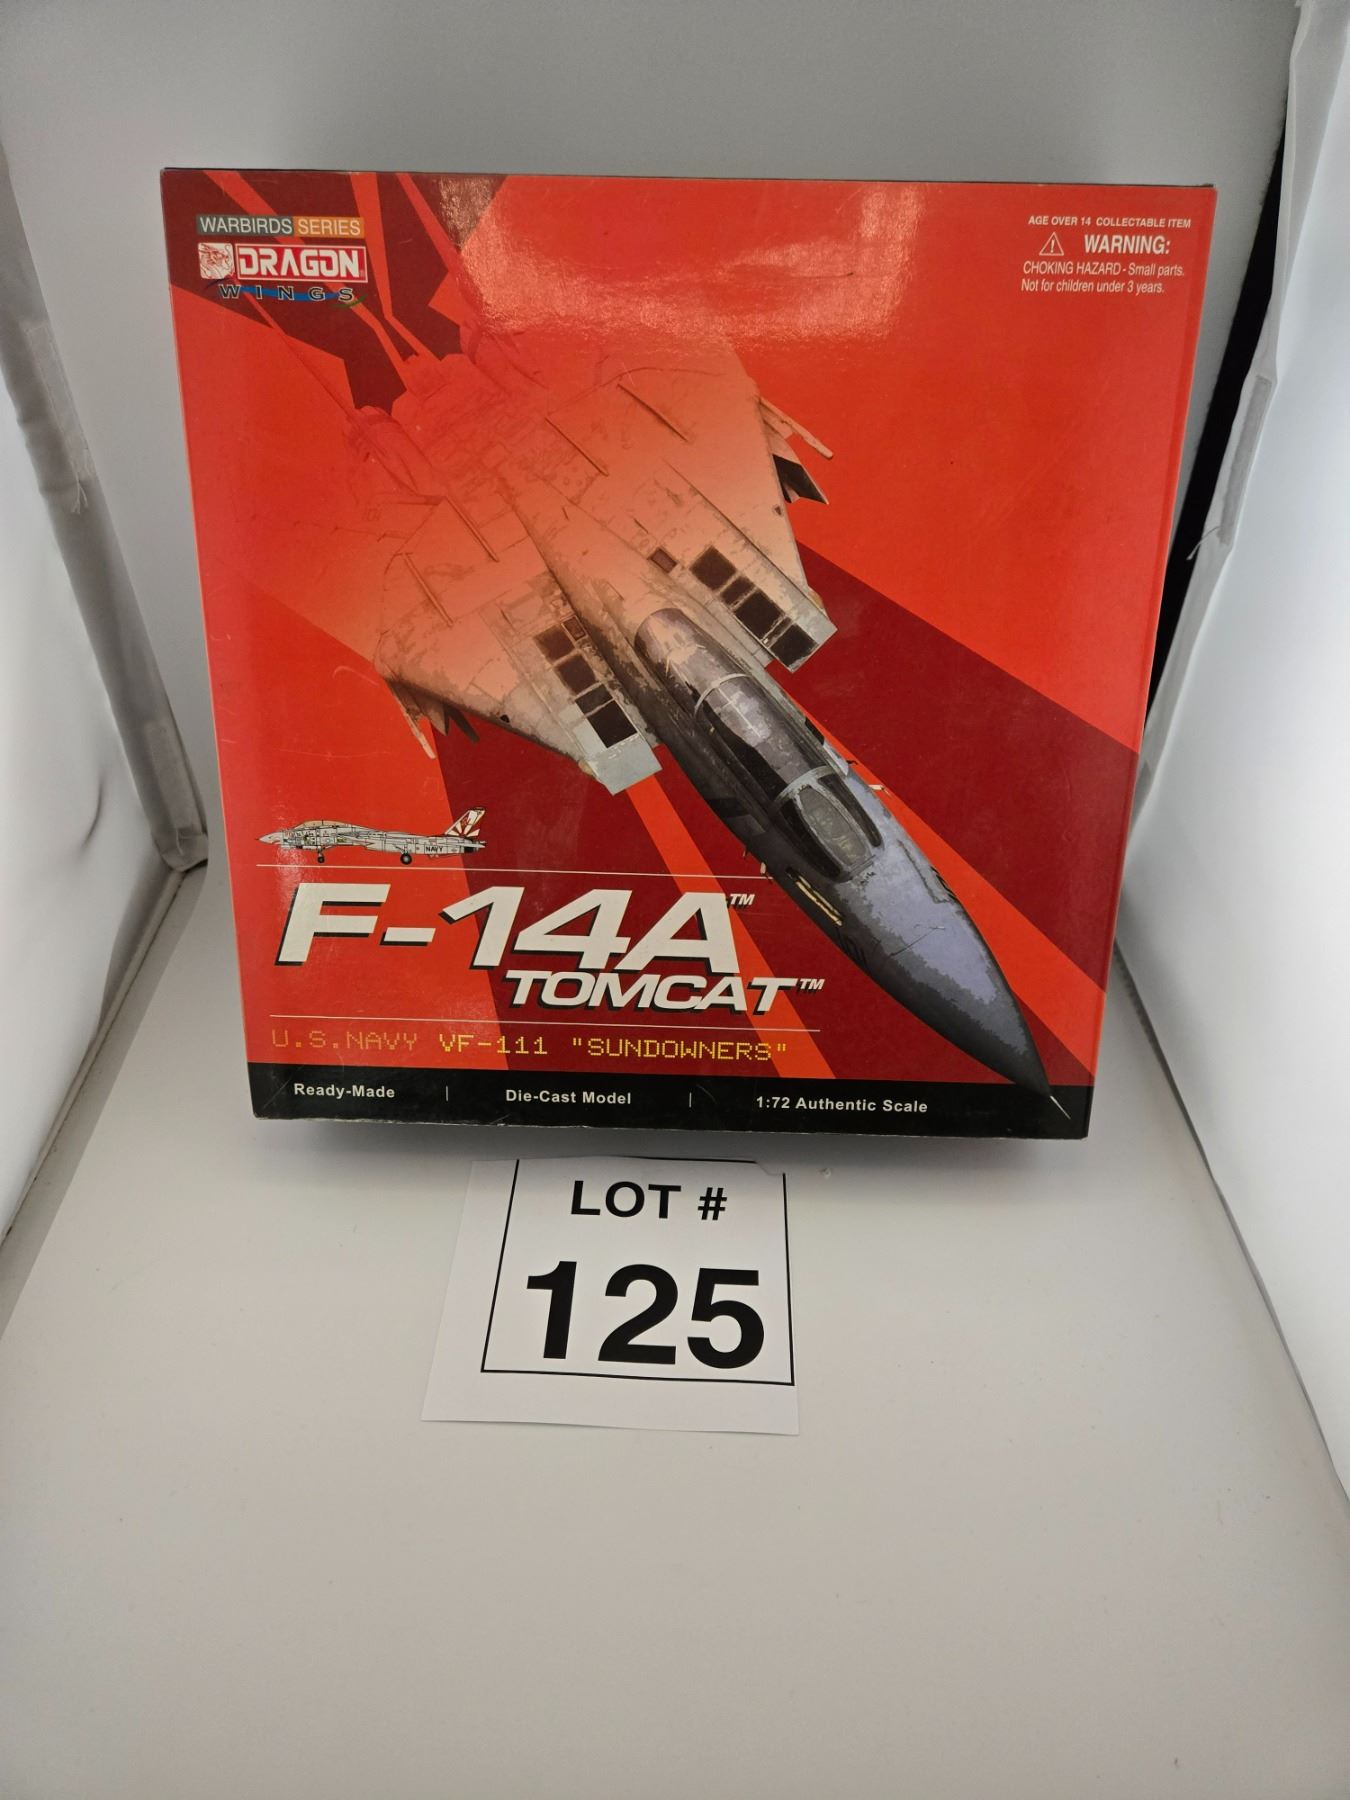 WARBIRDS SERIES
DRAGON
WINGS
AGE OVER 14 COLLECTABLE ITEM
WARNING:
CHOKING HAZARD - Small parts.
Not for children under 3 years.
NAVY
F-14A™
TOMCAT™
U.S.NAVY VF-111 "SUNDOWNERS"
Ready-Made | Die-Cast Model | 1:72 Authentic Scale
LOT #
125